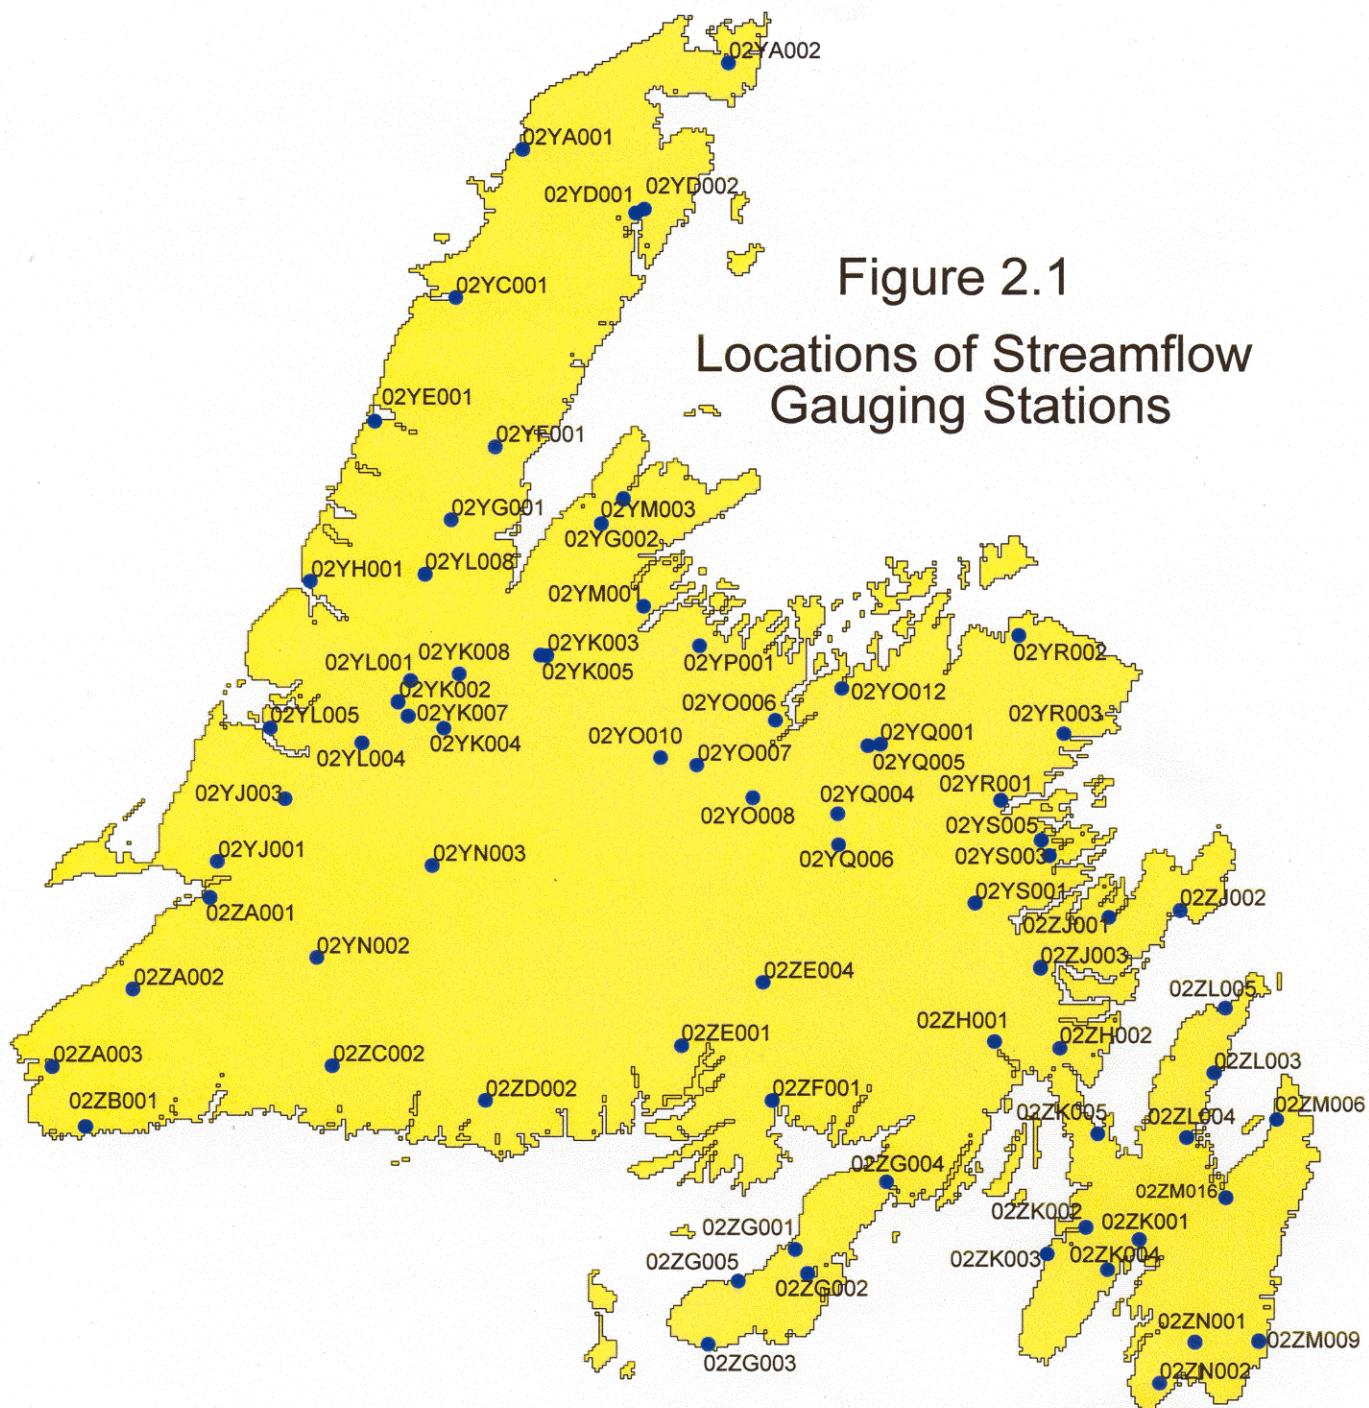 02YA002
02YA001
02YD001
02YD002
Figure 2.1
02YC001
Locations of Streamflow
Gauging Stations
02YE001
02YF001
02YG001
02YM003
02YG002
02YH001
02YL008
02YM001
02YK003
02YK005
02YL001
02YK008
02YK002
02YK007
02YK004
02YL005
02YL004
02YP001
02YR002
02YO012
02YO006
02YR003
02YO010
02YO007
02YQ001
02YQ005
02YJ003
02YO008
02YQ004
02YR001
02YS005
02YQ006
02YS003
02YJ001
02YN003
02YS001
02ZJ002
02ZA001
02ZJ001
02YN002
02ZJ003
02ZA002
02ZE004
02ZL005
02ZE001
02ZH001
02ZH002
02ZA003
02ZC002
02ZL003
02ZB001
02ZD002
02ZF001
02ZK005
02ZL004
02ZM006
02ZG004
02ZM016
02ZK002
02ZK001
02ZG001
02ZK003
02ZK004
02ZG005
02ZG002
02ZN001
02ZM009
02ZG003
02ZN002